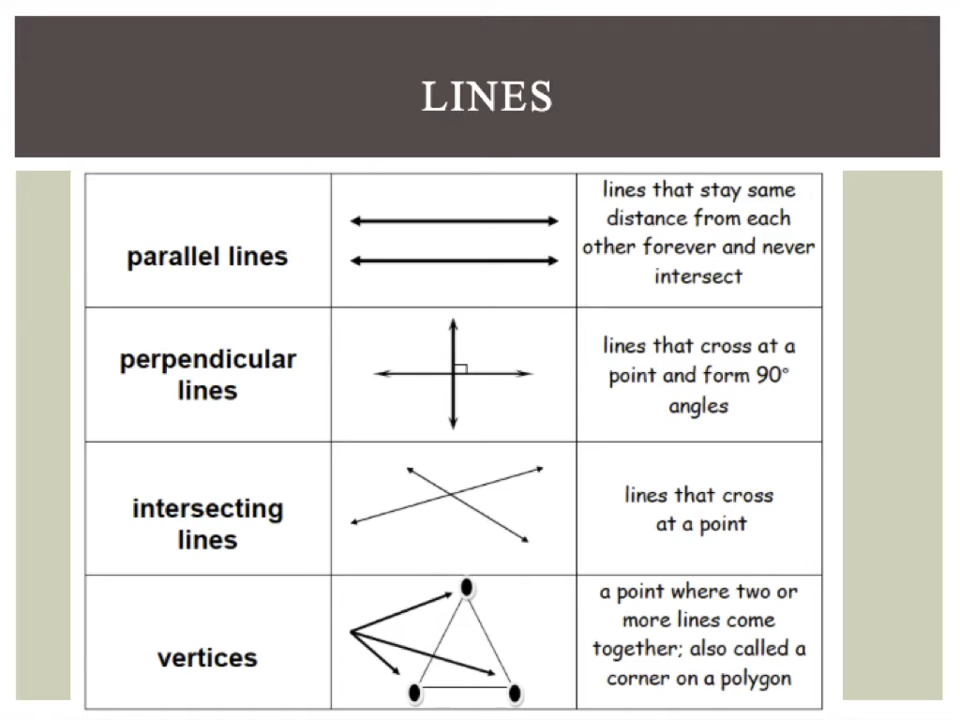 LINES
parallel lines
lines that stay same
distance from each
other forever and never
intersect
perpendicular
lines
lines that cross at a
point and form 90°
angles
intersecting
lines
lines that cross
at a point
vertices
a point where two or
more lines come
together; also called a
corner on a polygon